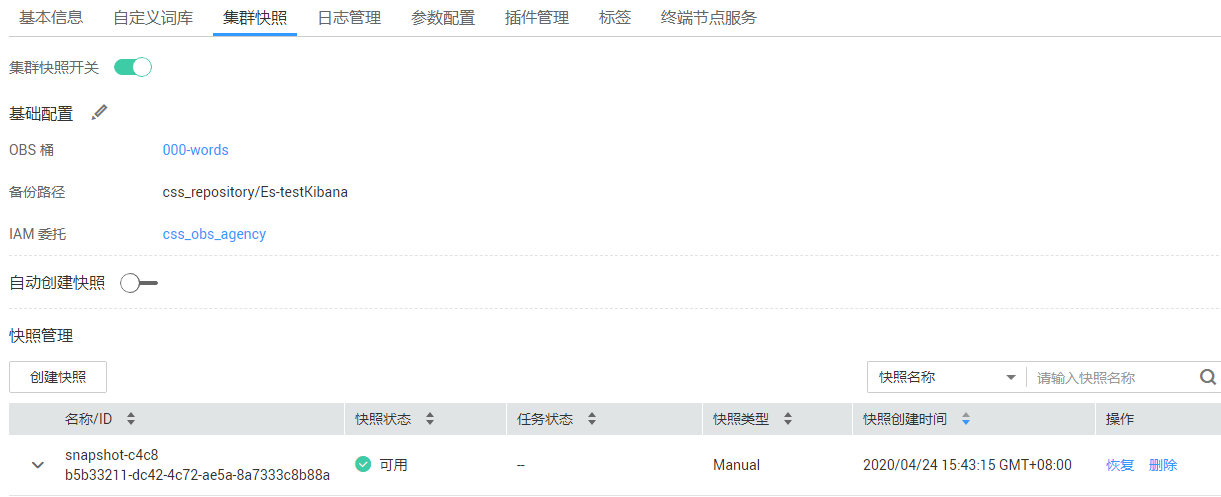 基本信息 自定义词库 集群快照 日志管理 参数配置 插件管理 标签 终端节点服务
集群快照开关
基础配置
OBS 桶 000-words
备份路径 css_repository/Es-testKibana
IAM 委托 css_obs_agency
自动创建快照
快照管理
创建快照 快照名称 请输入快照名称
名称/ID 快照状态 任务状态 快照类型 快照创建时间 操作
snapshot-c4c8
b5b33211-dc42-4c72-ae5a-8a7333c8b88a 可用 -- Manual 2020/04/24 15:43:15 GMT+08:00 恢复 删除